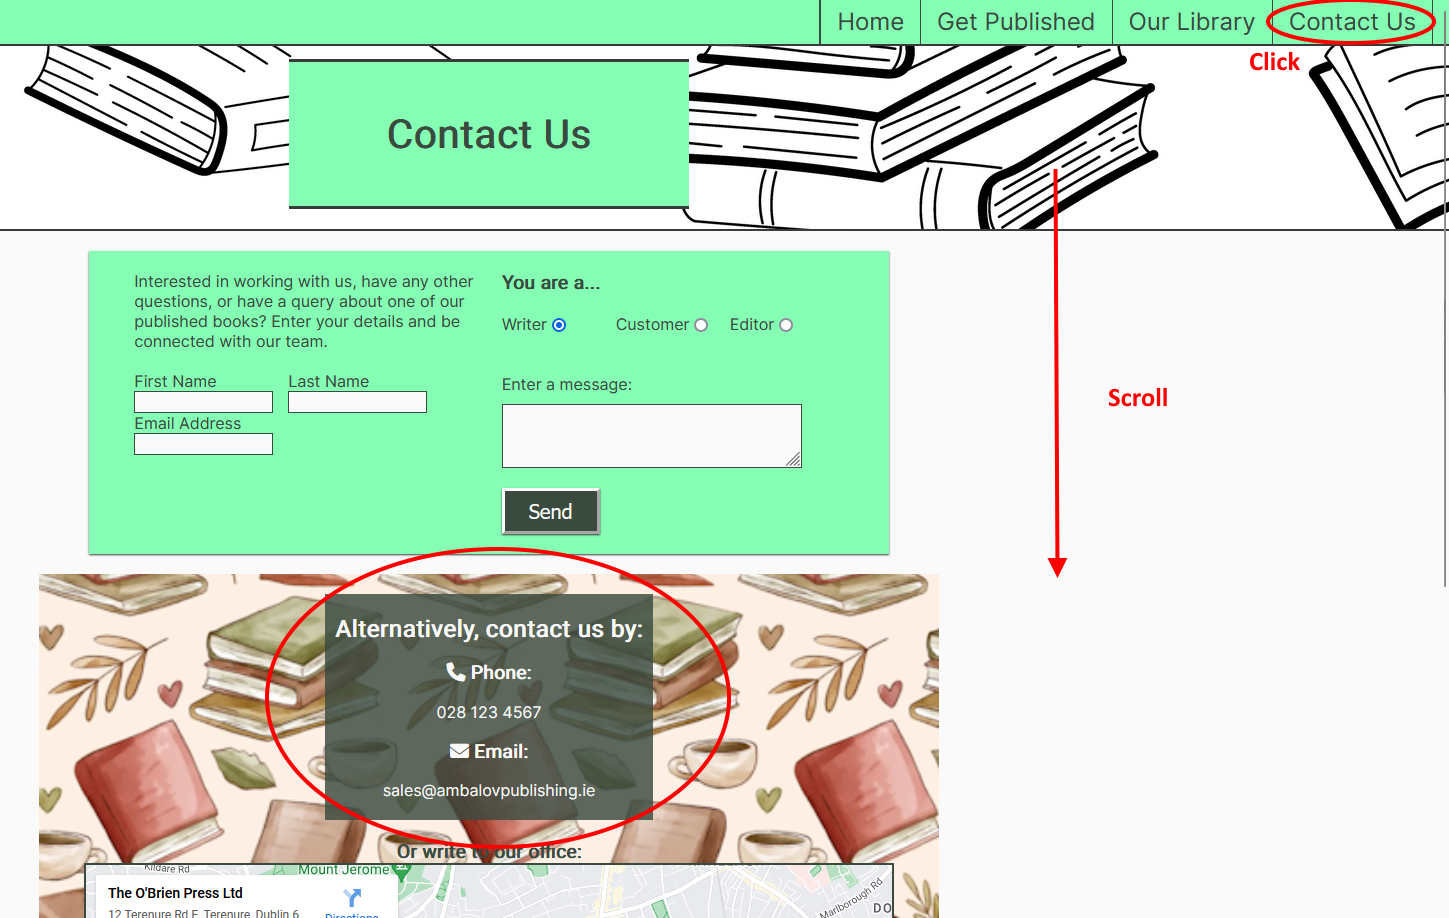 Home
Get Published
Our Library
Contact Us
Click
Contact Us
Scroll
Interested in working with us, have any other
questions, or have a query about one of our
published books? Enter your details and be
connected with our team.
First Name
Last Name
Email Address
You are a...
Writer
Customer
Editor
Enter a message:
Send
Alternatively, contact us by:
Phone:
028 123 4567
Email:
sales@ambalovpublishing.ie
Or write to our office:
Kildare Rd
Mount Jerome
The O'Brien Press Ltd
12 Terenure Rd E, Terenure, Dublin 6,
Directions
Marlborough Rd
DO